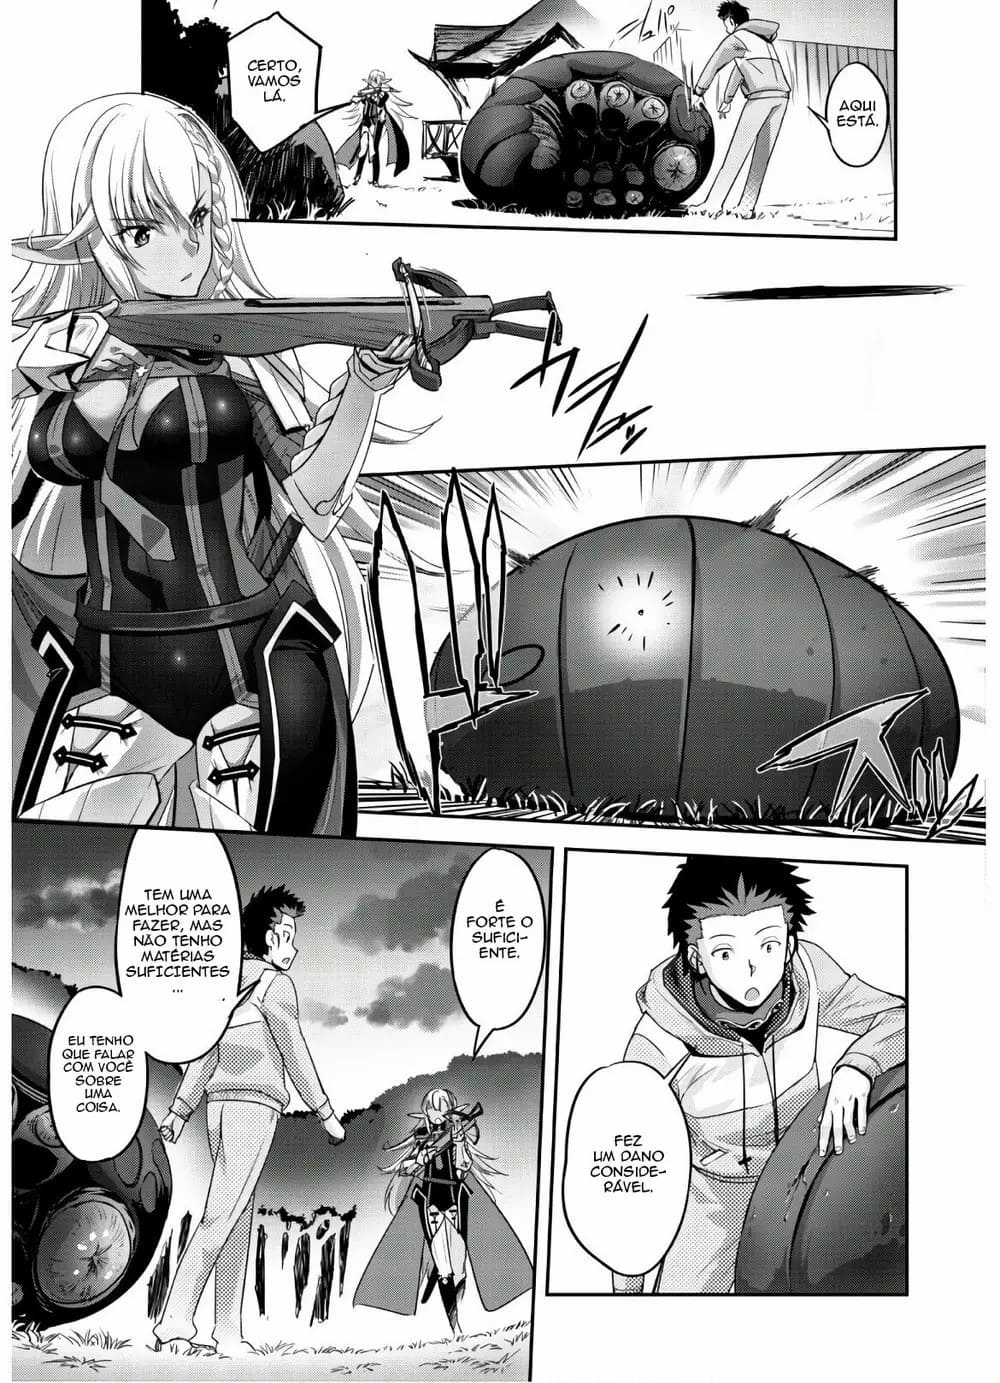 AQUI
ESTÁ.
CERTO,
VAMOS
LÁ.
FEZ
UM DANO
CONSIDE-
RÁVEL.
É
FORTE O
SUFICI-
ENTE.
TEM UMA
MELHOR PARA
FAZER, MAS
NÃO TENHO
MATÉRIAS
SUFICIENTES
...
EU TENHO
QUE FALAR
COM VOCÊ
SOBRE
UMA
COISA.